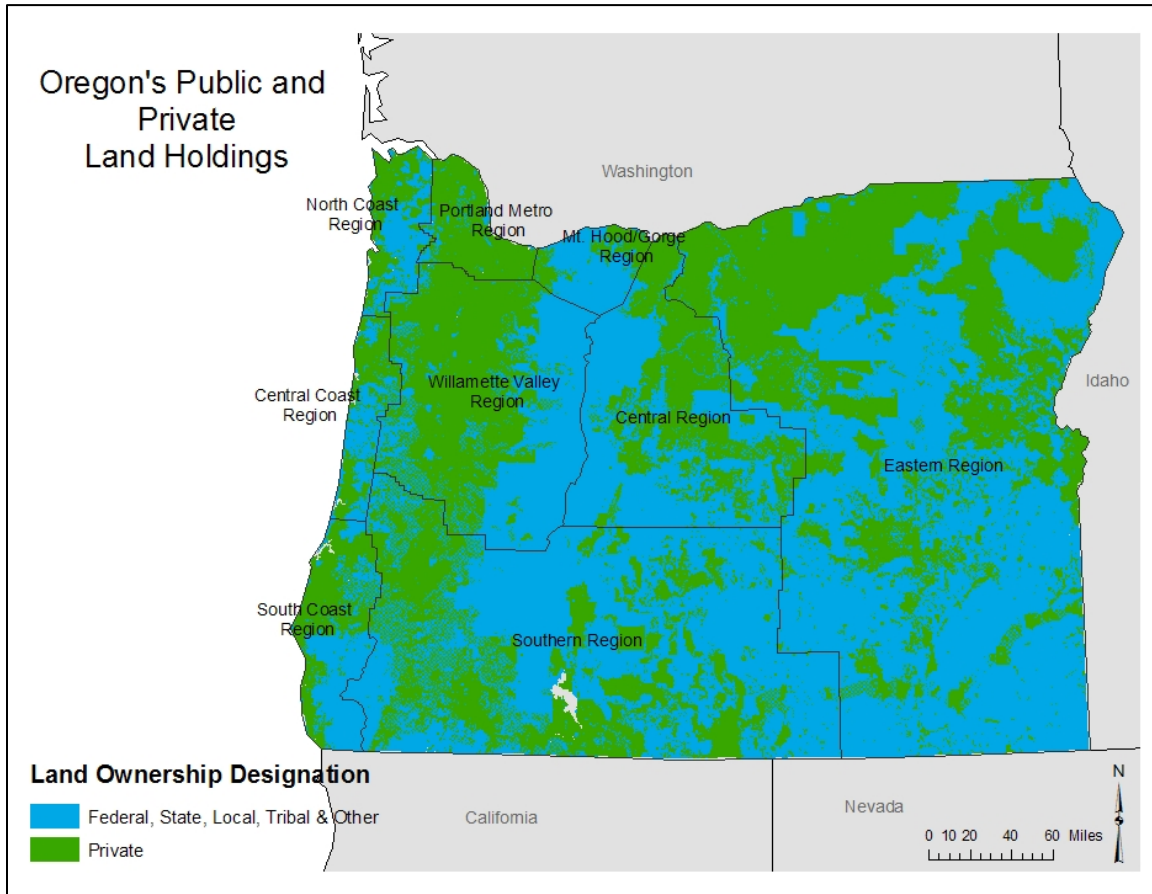 Oregon's Public and
Private
Land Holdings
Washington
North Coast
Region
Portland Metro
Region
Mt. Hood/Gorge
Region
Idaho
Central Coast
Region
Willamette Valley
Region
Central Region
Eastern Region
South Coast
Region
Southern Region
Land Ownership Designation
Federal, State, Local, Tribal & Other
Private
California
Nevada
N
0 10 20 40 60 Miles